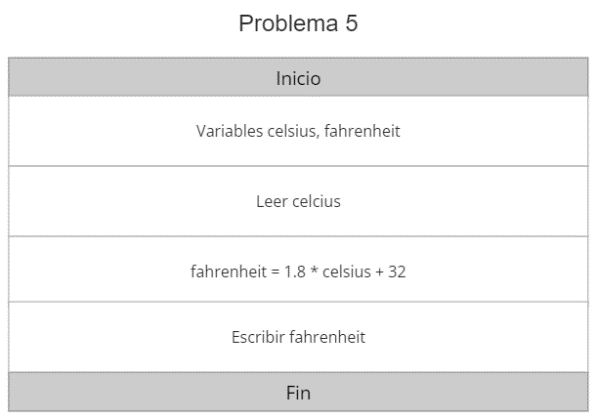 Problema 5
Inicio
Variables celsius, fahrenheit
Leer celcius
fahrenheit = 1.8 * celsius + 32
Escribir fahrenheit
Fin